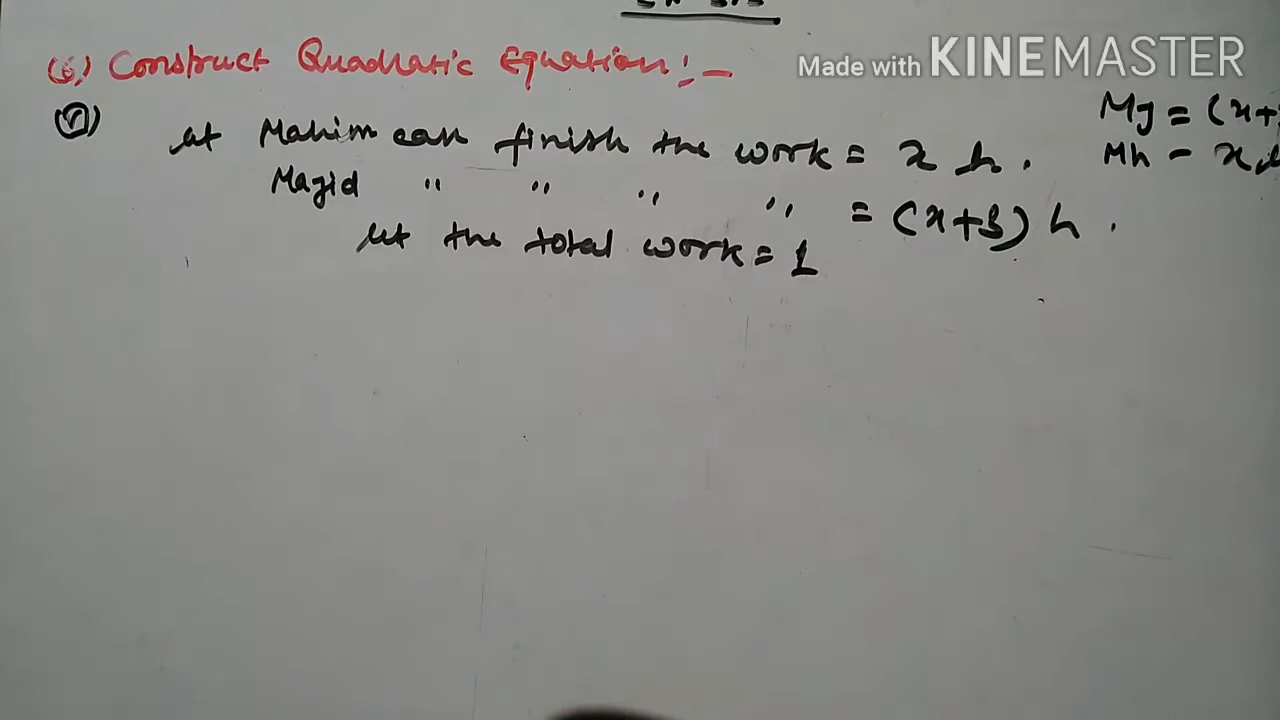 (6) Construct Quadratic Equation :-
Made with KINEMASTER
let Mahim can finish the work = x h.
Majid " " " " = (x+3) h.
let the total work = 1
Mj = (x+
Mh - x h